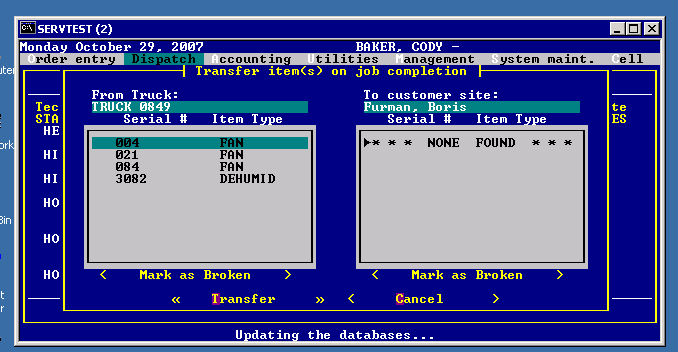 SERVTEST (2)
Monday October 29, 2007 BAKER, CODY -
Order entry Dispatch Accounting Utilities Management System maint. Cell
Transfer item(s) on job completion
From Truck: To customer site:
TRUCK 0849 Furman, Boris
Serial # Item Type Serial # Item Type
004 FAN * * * NONE FOUND * * *
021 FAN
084 FAN
3082 DEHUMID
< Mark as Broken > < Mark as Broken >
« Transfer » < Cancel >
Tec te
STA ES
HE
HI
HI
HO
HO
HO
Updating the databases...